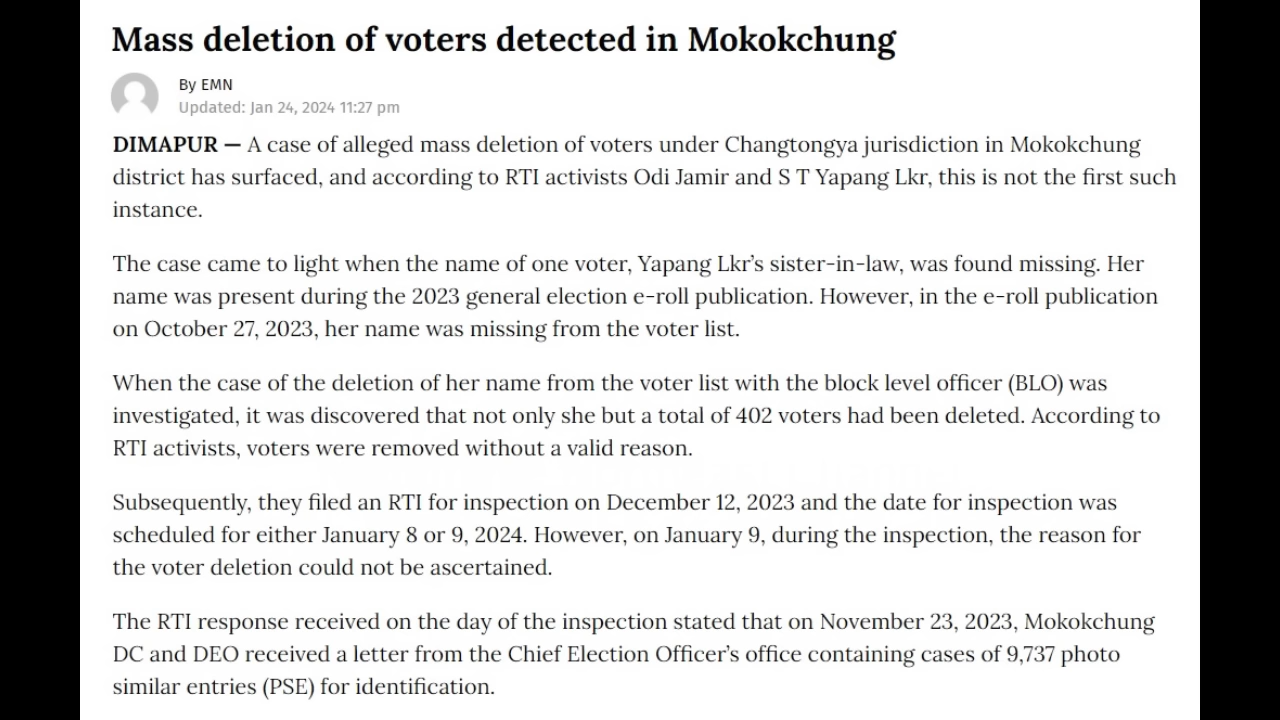 Mass deletion of voters detected in Mokokchung
By EMN
Updated: Jan 24, 2024 11:27 pm
DIMAPUR — A case of alleged mass deletion of voters under Changtongya jurisdiction in Mokokchung
district has surfaced, and according to RTI activists Odi Jamir and S T Yapang Lkr, this is not the first such
instance.
The case came to light when the name of one voter, Yapang Lkr’s sister-in-law, was found missing. Her
name was present during the 2023 general election e-roll publication. However, in the e-roll publication
on October 27, 2023, her name was missing from the voter list.
When the case of the deletion of her name from the voter list with the block level officer (BLO) was
investigated, it was discovered that not only she but a total of 402 voters had been deleted. According to
RTI activists, voters were removed without a valid reason.
Subsequently, they filed an RTI for inspection on December 12, 2023 and the date for inspection was
scheduled for either January 8 or 9, 2024. However, on January 9, during the inspection, the reason for
the voter deletion could not be ascertained.
The RTI response received on the day of the inspection stated that on November 23, 2023, Mokokchung
DC and DEO received a letter from the Chief Election Officer’s office containing cases of 9,737 photo
similar entries (PSE) for identification.